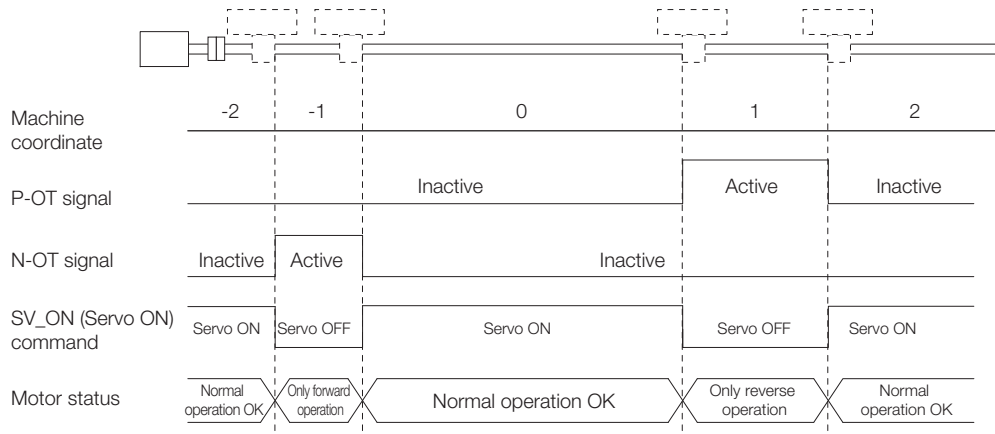 Machine
coordinate
-2 -1 0 1 2
P-OT signal
Inactive Active Inactive
N-OT signal
Inactive Active Inactive
SV_ON (Servo ON)
command
Servo ON Servo OFF Servo ON Servo OFF Servo ON
Motor status
Normal
operation OK
Only forward
operation
Normal operation OK
Only reverse
operation
Normal
operation OK